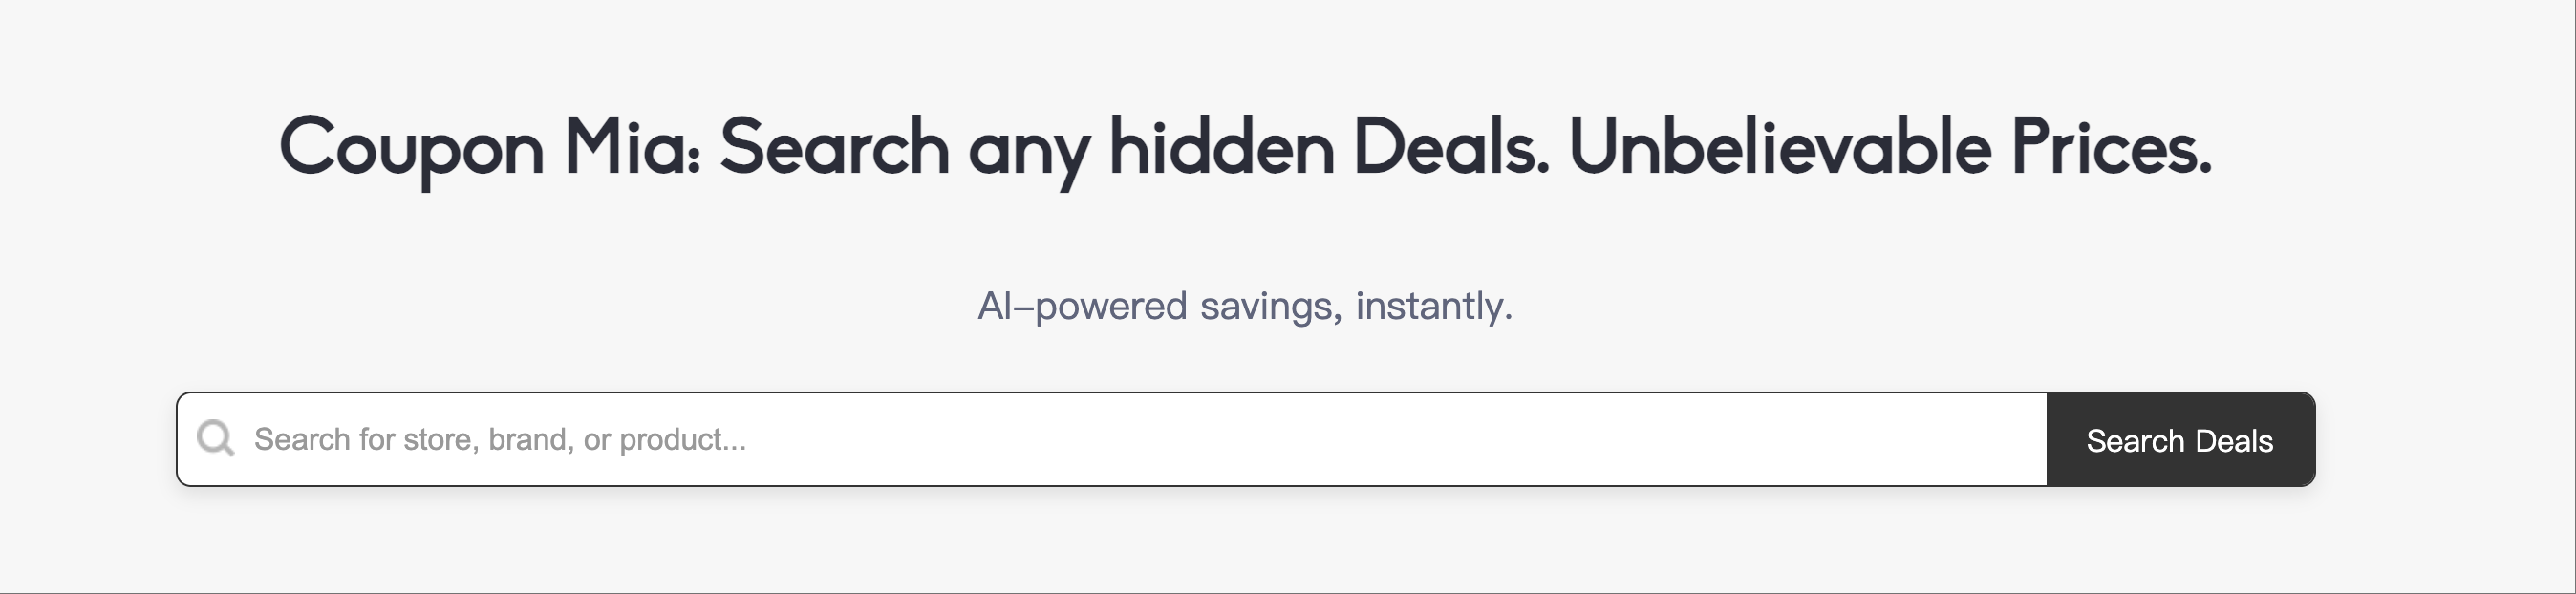 Coupon Mia: Search any hidden Deals. Unbelievable Prices.
AI-powered savings, instantly.
Search for store, brand, or product...
Search Deals